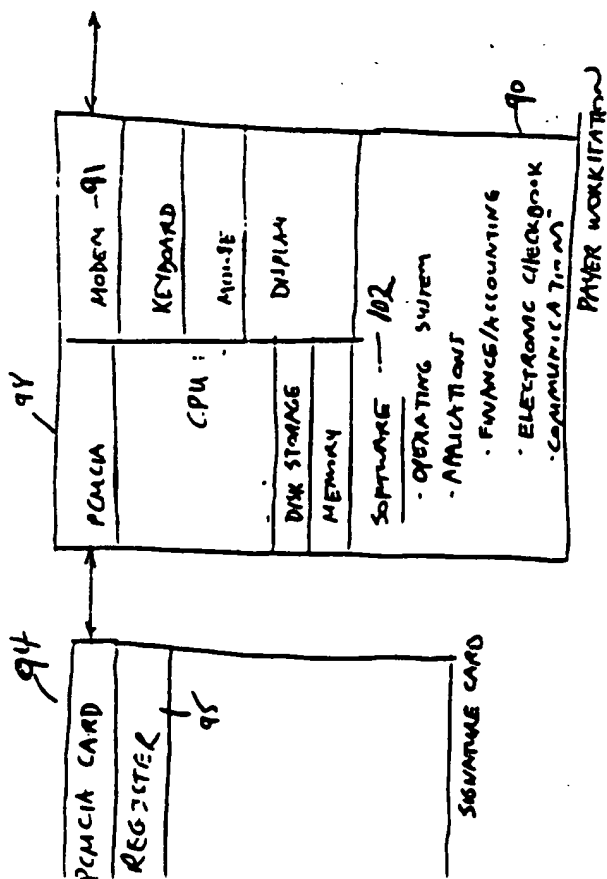 94
PCMCIA CARD
REGISTER
95
SIGNATURE CARD
94
PCMCIA
MODEM -91
CPU
KEYBOARD
MOUSE
DISPLAY
DISK STORAGE
MEMORY
SOFTWARE — 102
· OPERATING SYSTEM
· APPLICATIONS
· FINANCE/ACCOUNTING
· ELECTRONIC CHECKBOOK
· COMMUNICATIONS
90
PAYER WORKSTATION